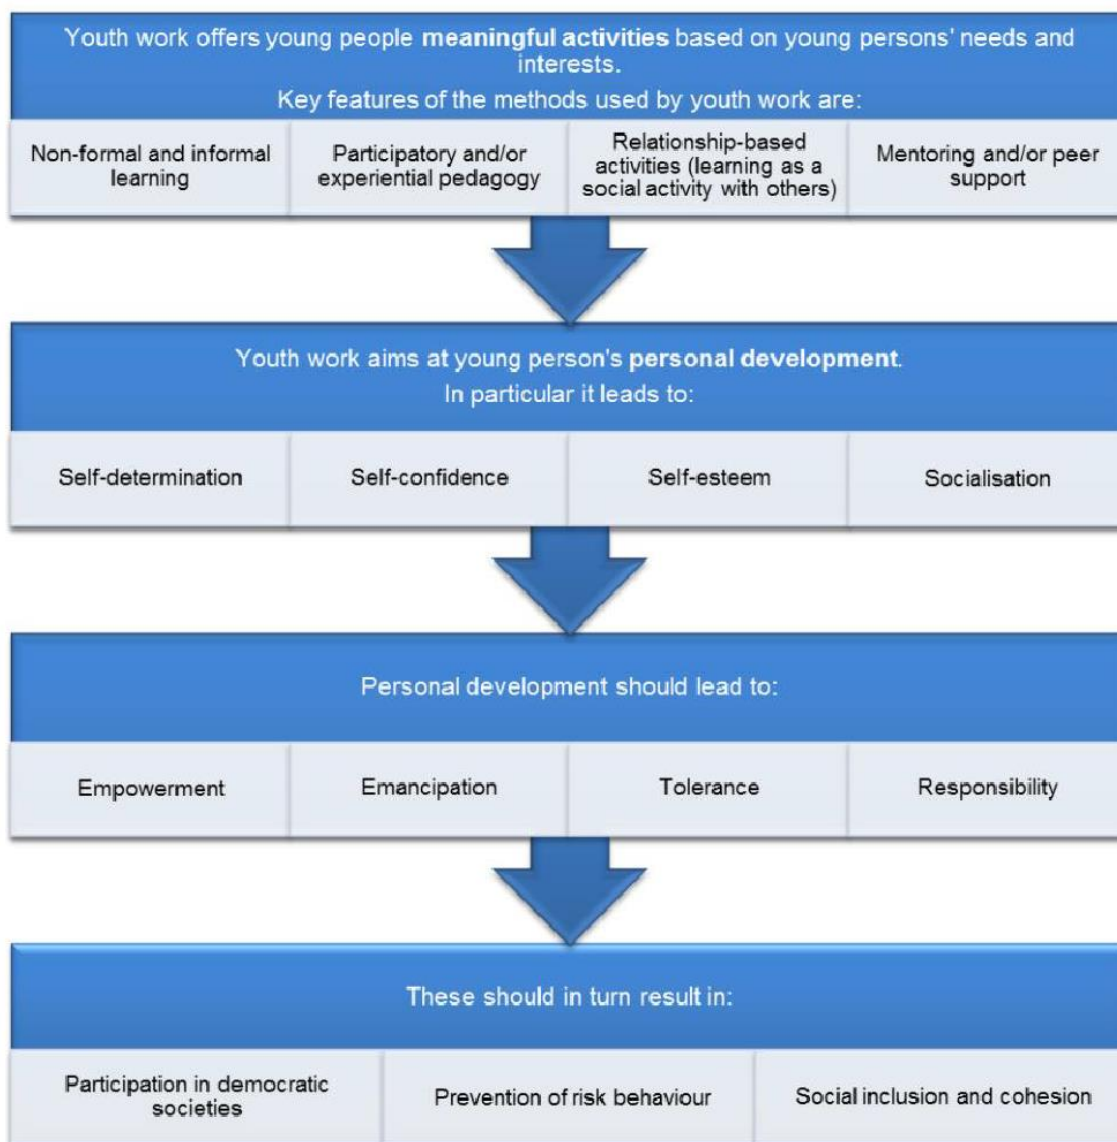 Youth work offers young people meaningful activities based on young persons' needs and
interests.
Key features of the methods used by youth work are:
Non-formal and informal
learning
Participatory and/or
experiential pedagogy
Relationship-based
activities (learning as a
social activity with others)
Mentoring and/or peer
support
Youth work aims at young person's personal development.
In particular it leads to:
Self-determination
Self-confidence
Self-esteem
Socialisation
Personal development should lead to:
Empowerment
Emancipation
Tolerance
Responsibility
These should in turn result in:
Participation in democratic
societies
Prevention of risk behaviour
Social inclusion and cohesion